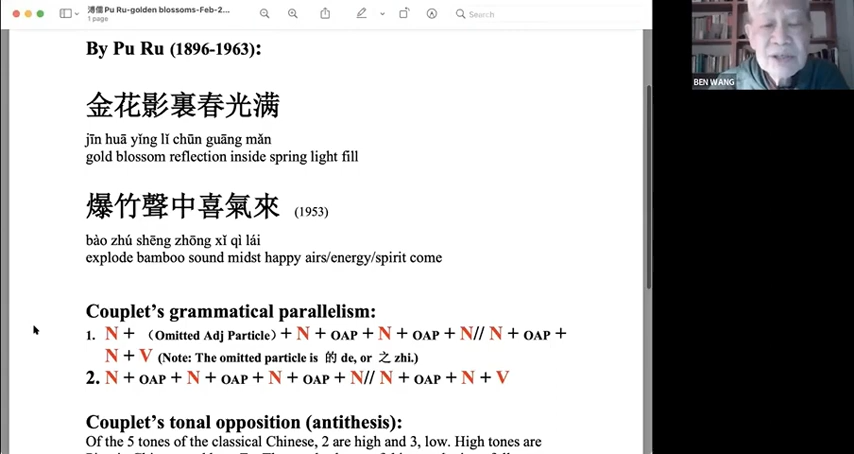 溥儒 Pu Ru-golden blossoms-Feb-2...
1 page
Search
By Pu Ru (1896-1963):
金花影裏春光满
jīn huā yǐng lǐ chūn guāng mǎn
gold blossom reflection inside spring light fill
爆竹聲中喜氣來 (1953)
bào zhú shēng zhōng xǐ qì lái
explode bamboo sound midst happy airs/energy/spirit come
Couplet’s grammatical parallelism:
1. N + （Omitted Adj Particle）+ N + OAP + N + OAP + N// N + OAP +
N + V (Note: The omitted particle is 的 de, or 之 zhi.)
2. N + OAP + N + OAP + N + OAP + N// N + OAP + N + V
Couplet’s tonal opposition (antithesis):
Of the 5 tones of the classical Chinese, 2 are high and 3, low. High tones are
BEN WANG